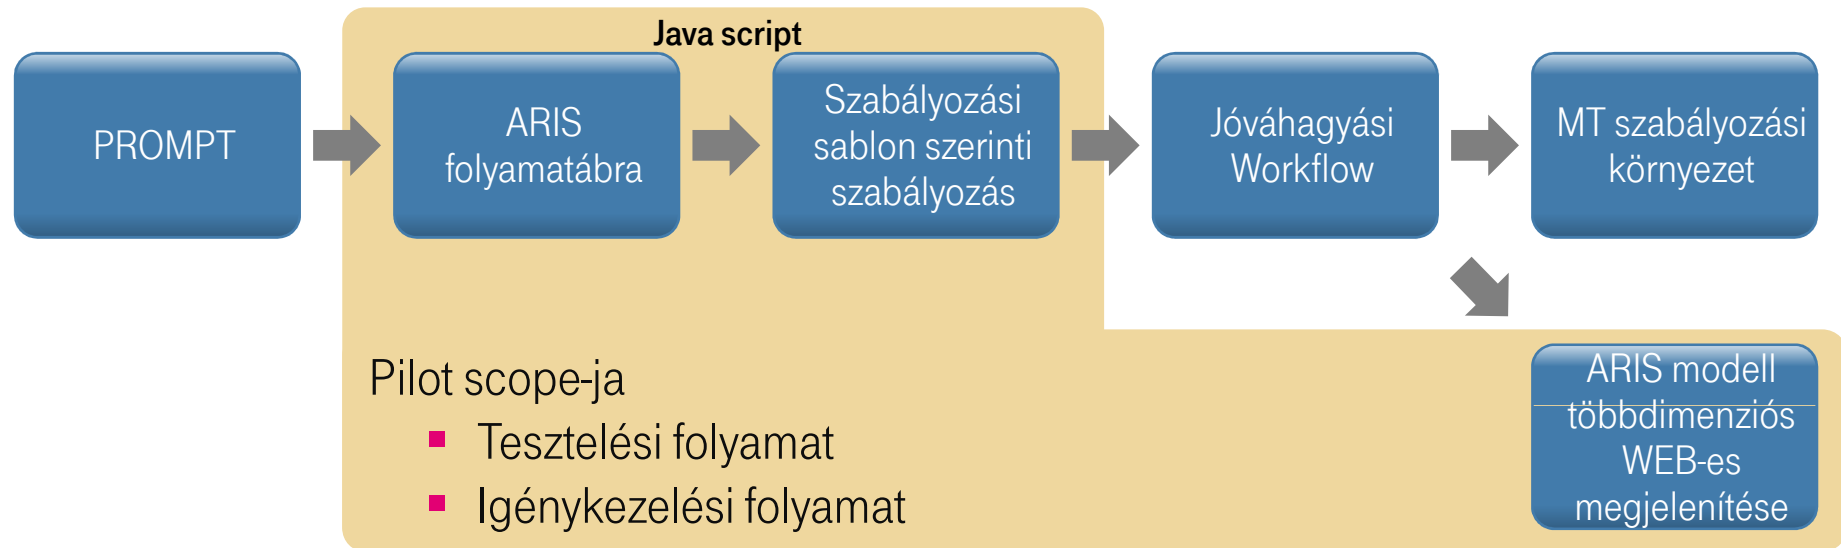 Java script
PROMPT
ARIS
folyamatábra
Szabályozási
sablon szerinti
szabályozás
Jóváhagyási
Workflow
MT szabályozási
környezet
Pilot scope-ja
Tesztelési folyamat
Igénykezelési folyamat
ARIS modell
többdimenziós
WEB-es
megjelenítése